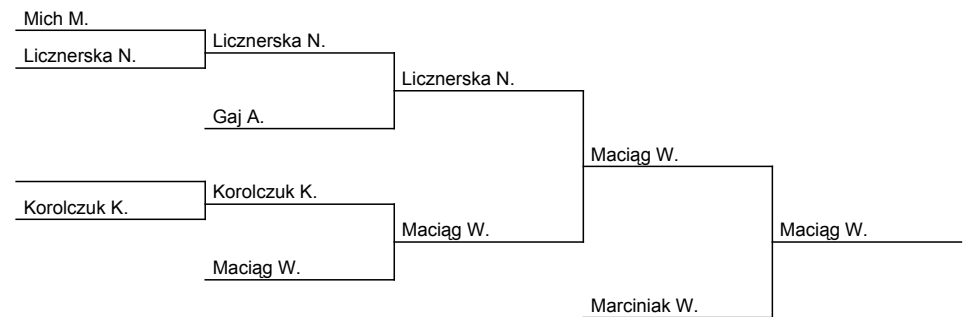 Mich M.
Licznerska N.
Licznerska N.
Licznerska N.
Gaj A.
Maciąg W.
Korolczuk K.
Korolczuk K.
Maciąg W.
Maciąg W.
Maciąg W.
Marciniak W.